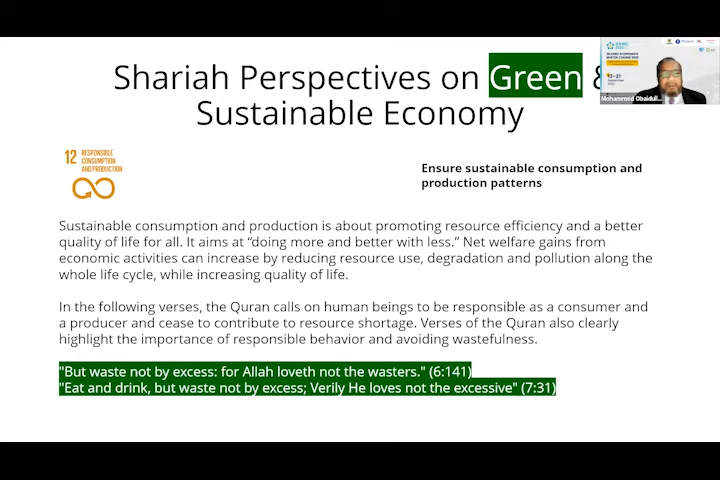 Shariah Perspectives on Green &
Sustainable Economy
12 RESPONSIBLE
CONSUMPTION
AND PRODUCTION
Ensure sustainable consumption and
production patterns
Sustainable consumption and production is about promoting resource efficiency and a better
quality of life for all. It aims at “doing more and better with less.” Net welfare gains from
economic activities can increase by reducing resource use, degradation and pollution along the
whole life cycle, while increasing quality of life.
In the following verses, the Quran calls on human beings to be responsible as a consumer and
a producer and cease to contribute to resource shortage. Verses of the Quran also clearly
highlight the importance of responsible behavior and avoiding wastefulness.
"But waste not by excess: for Allah loveth not the wasters." (6:141)
"Eat and drink, but waste not by excess; Verily He loves not the excessive" (7:31)
Mohammed Obaidull...